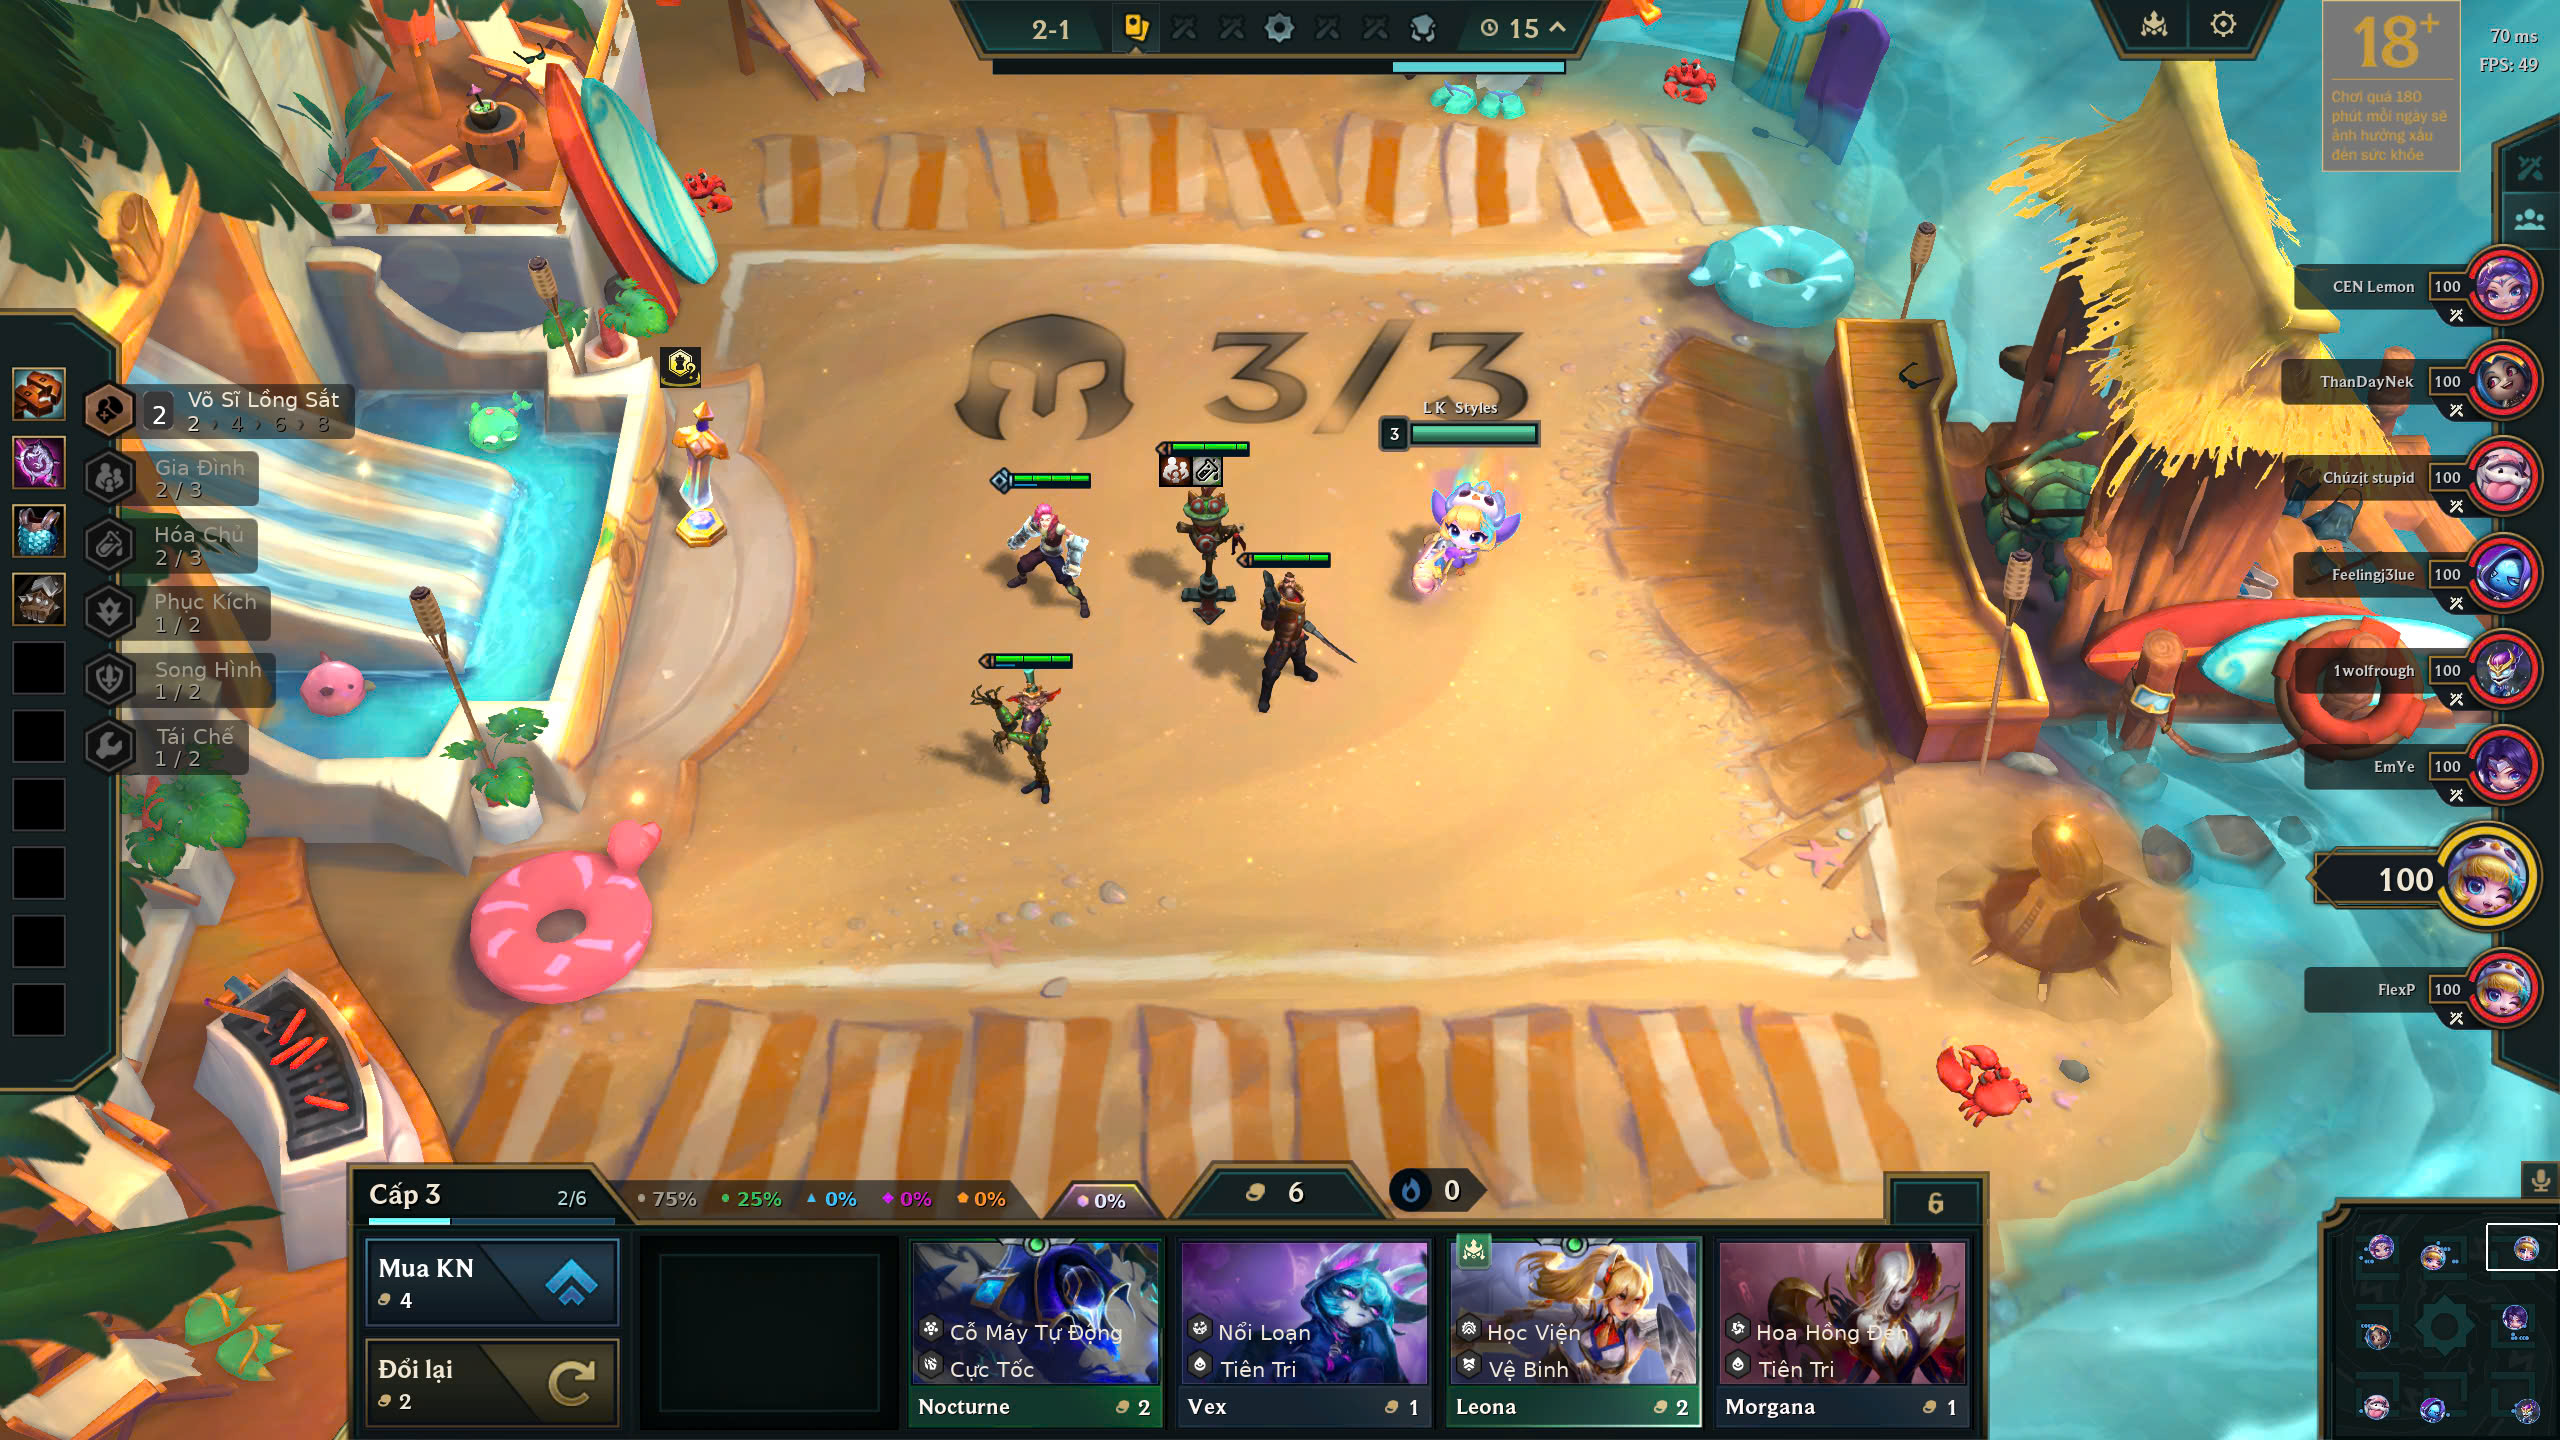 2-1
15
18+
Chơi quá 180
phút mỗi ngày sẽ
ảnh hưởng xấu
đến sức khỏe
70 ms
FPS: 49
3/3
2
Võ Sĩ Lồng Sắt
2 › 4 › 6 › 8
Gia Đình
2 / 3
Hóa Chủ
2 / 3
Phục Kích
1 / 2
Song Hình
1 / 2
Tái Chế
1 / 2
L K Styles
3
CEN Lemon
100
ThanDayNek
100
Chúzịt stupid
100
Feelingj3lue
100
1wolfrough
100
EmYe
100
100
FlexP
100
Cấp 3
2/6
75%
25%
0%
0%
0%
0%
6
0
6
Mua KN
4
Đổi lại
2
Cỗ Máy Tự Động
Cực Tốc
Nocturne
2
Nổi Loạn
Tiên Tri
Vex
1
Học Viện
Vệ Binh
Leona
2
Hoa Hồng Đen
Tiên Tri
Morgana
1